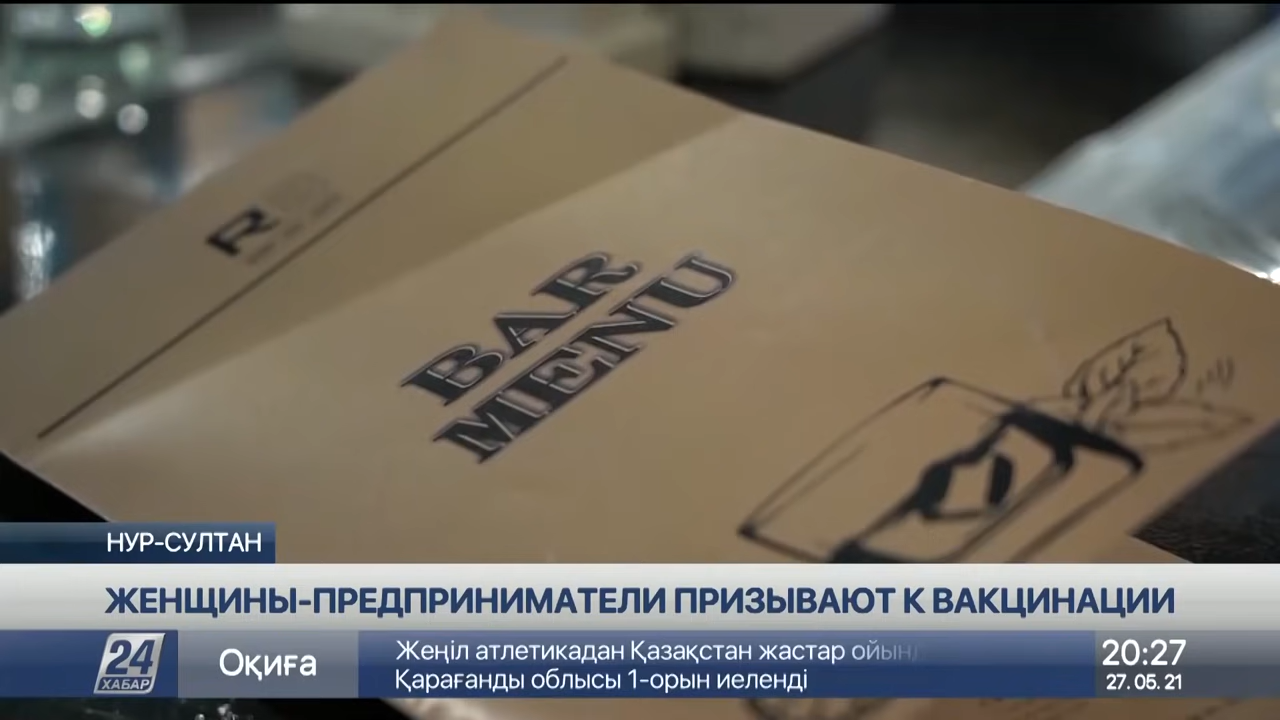 R
BAR
MENU
НУР-СУЛТАН
ЖЕНЩИНЫ-ПРЕДПРИНИМАТЕЛИ ПРИЗЫВАЮТ К ВАКЦИНАЦИИ
24
ХАБАР
Оқиға
Жеңіл атлетикадан Қазақстан жастар ойынд
Қарағанды облысы 1-орын иеленді
20:27
27. 05. 21